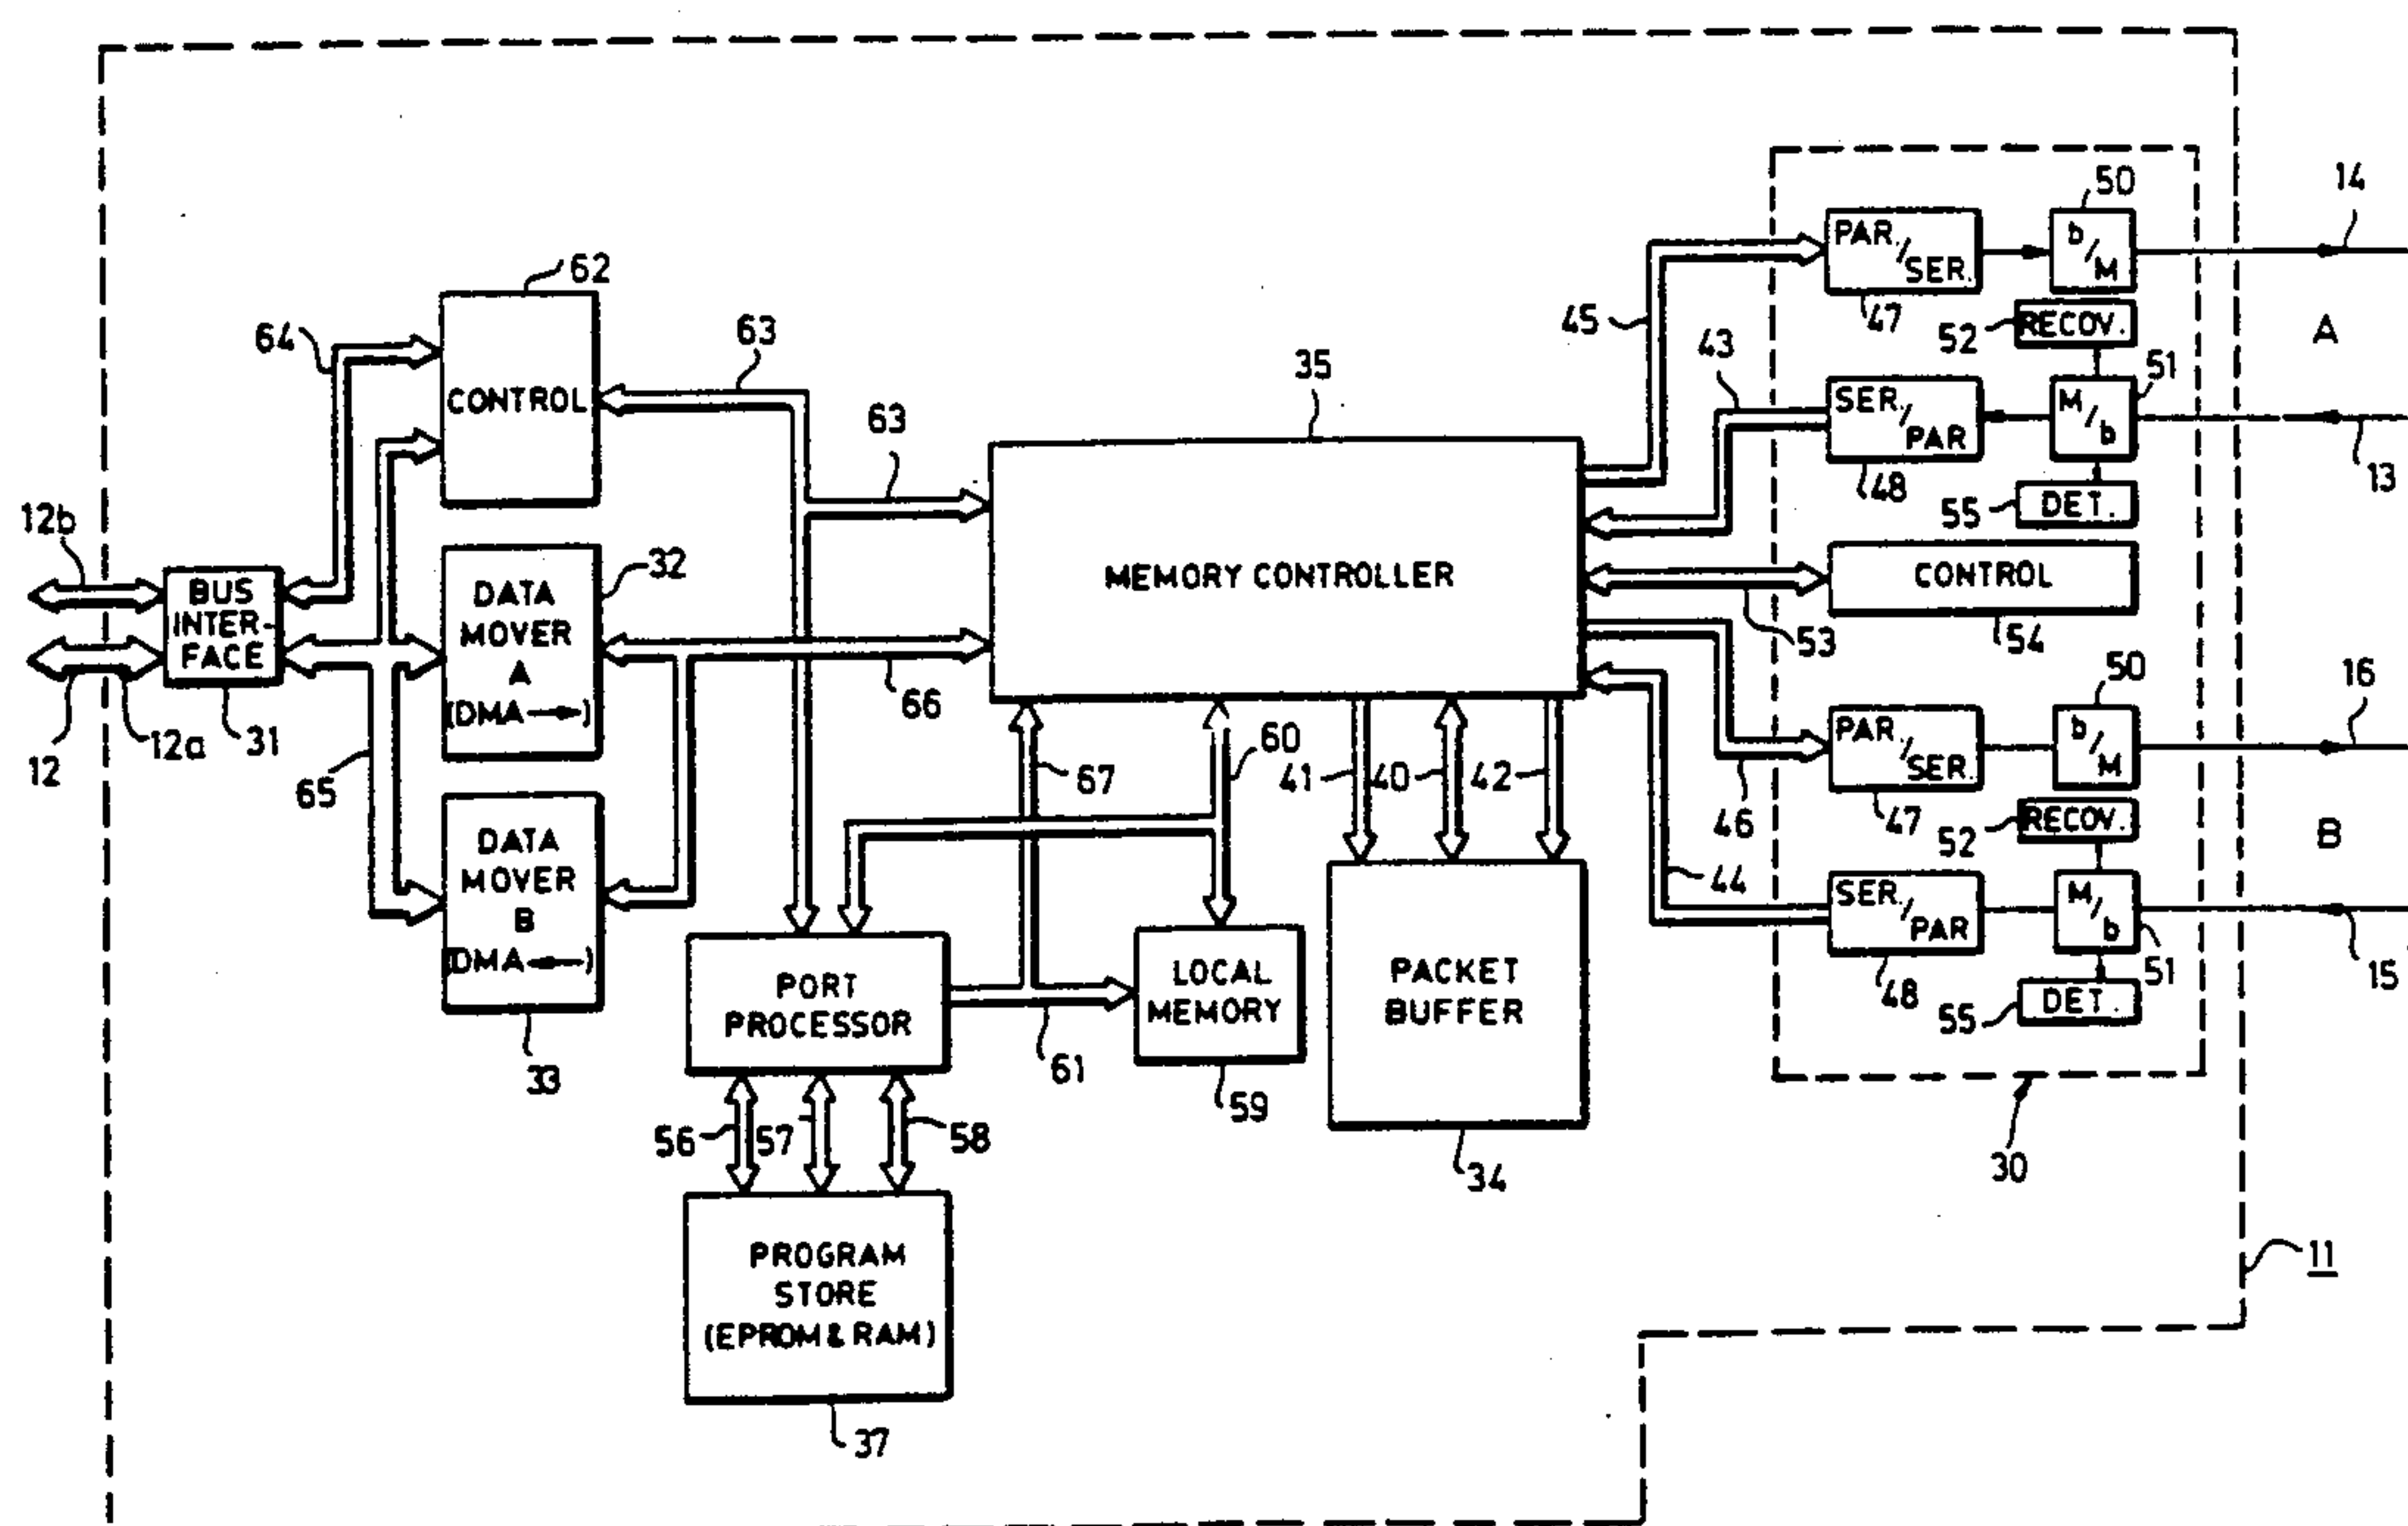 50
14
PAR./SER.
b/M
62
47
52
RECOV.
A
64
63
45
43
35
51
CONTROL
SER./PAR
M/b
63
48
13
55
DET.
12b
32
BUS INTER-FACE
DATA MOVER A (DMA→)
MEMORY CONTROLLER
CONTROL
53
54
12
12a
31
66
50
16
65
67
60
41
40
42
PAR./SER.
b/M
46
47
52
RECOV.
B
DATA MOVER B (DMA←)
44
SER./PAR
M/b
33
PORT PROCESSOR
LOCAL MEMORY
PACKET BUFFER
48
51
15
55
DET.
61
59
56
57
58
34
30
PROGRAM STORE (EPROM & RAM)
11
37